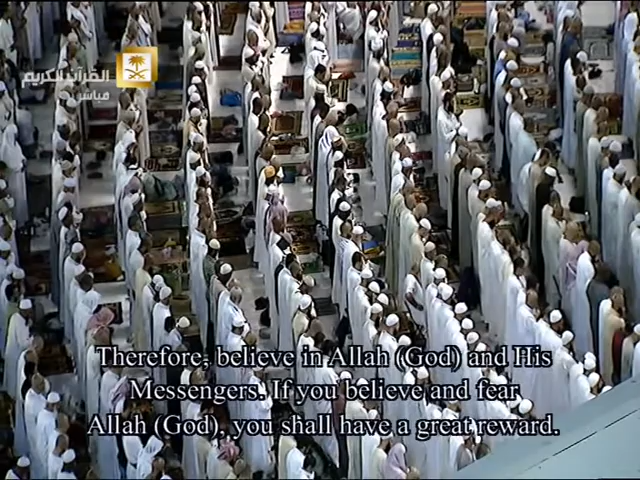 القرآن الكريم
مباشر
Therefore, believe in Allah (God) and His
Messengers. If you believe and fear
Allah (God), you shall have a great reward.